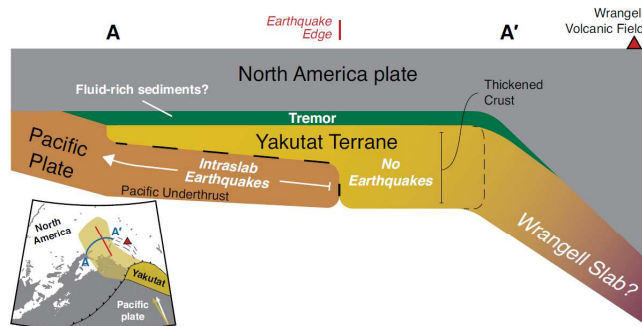 A
Earthquake
Edge
A'
Wrangell
Volcanic Field
North America plate
Fluid-rich sediments?
Thickened
Crust
Tremor
Yakutat Terrane
Pacific
Plate
Intraslab
Earthquakes
No
Earthquakes
Pacific Underthrust
Wrangell Slab?
North
America
A'
A
Yakutat
Pacific
plate